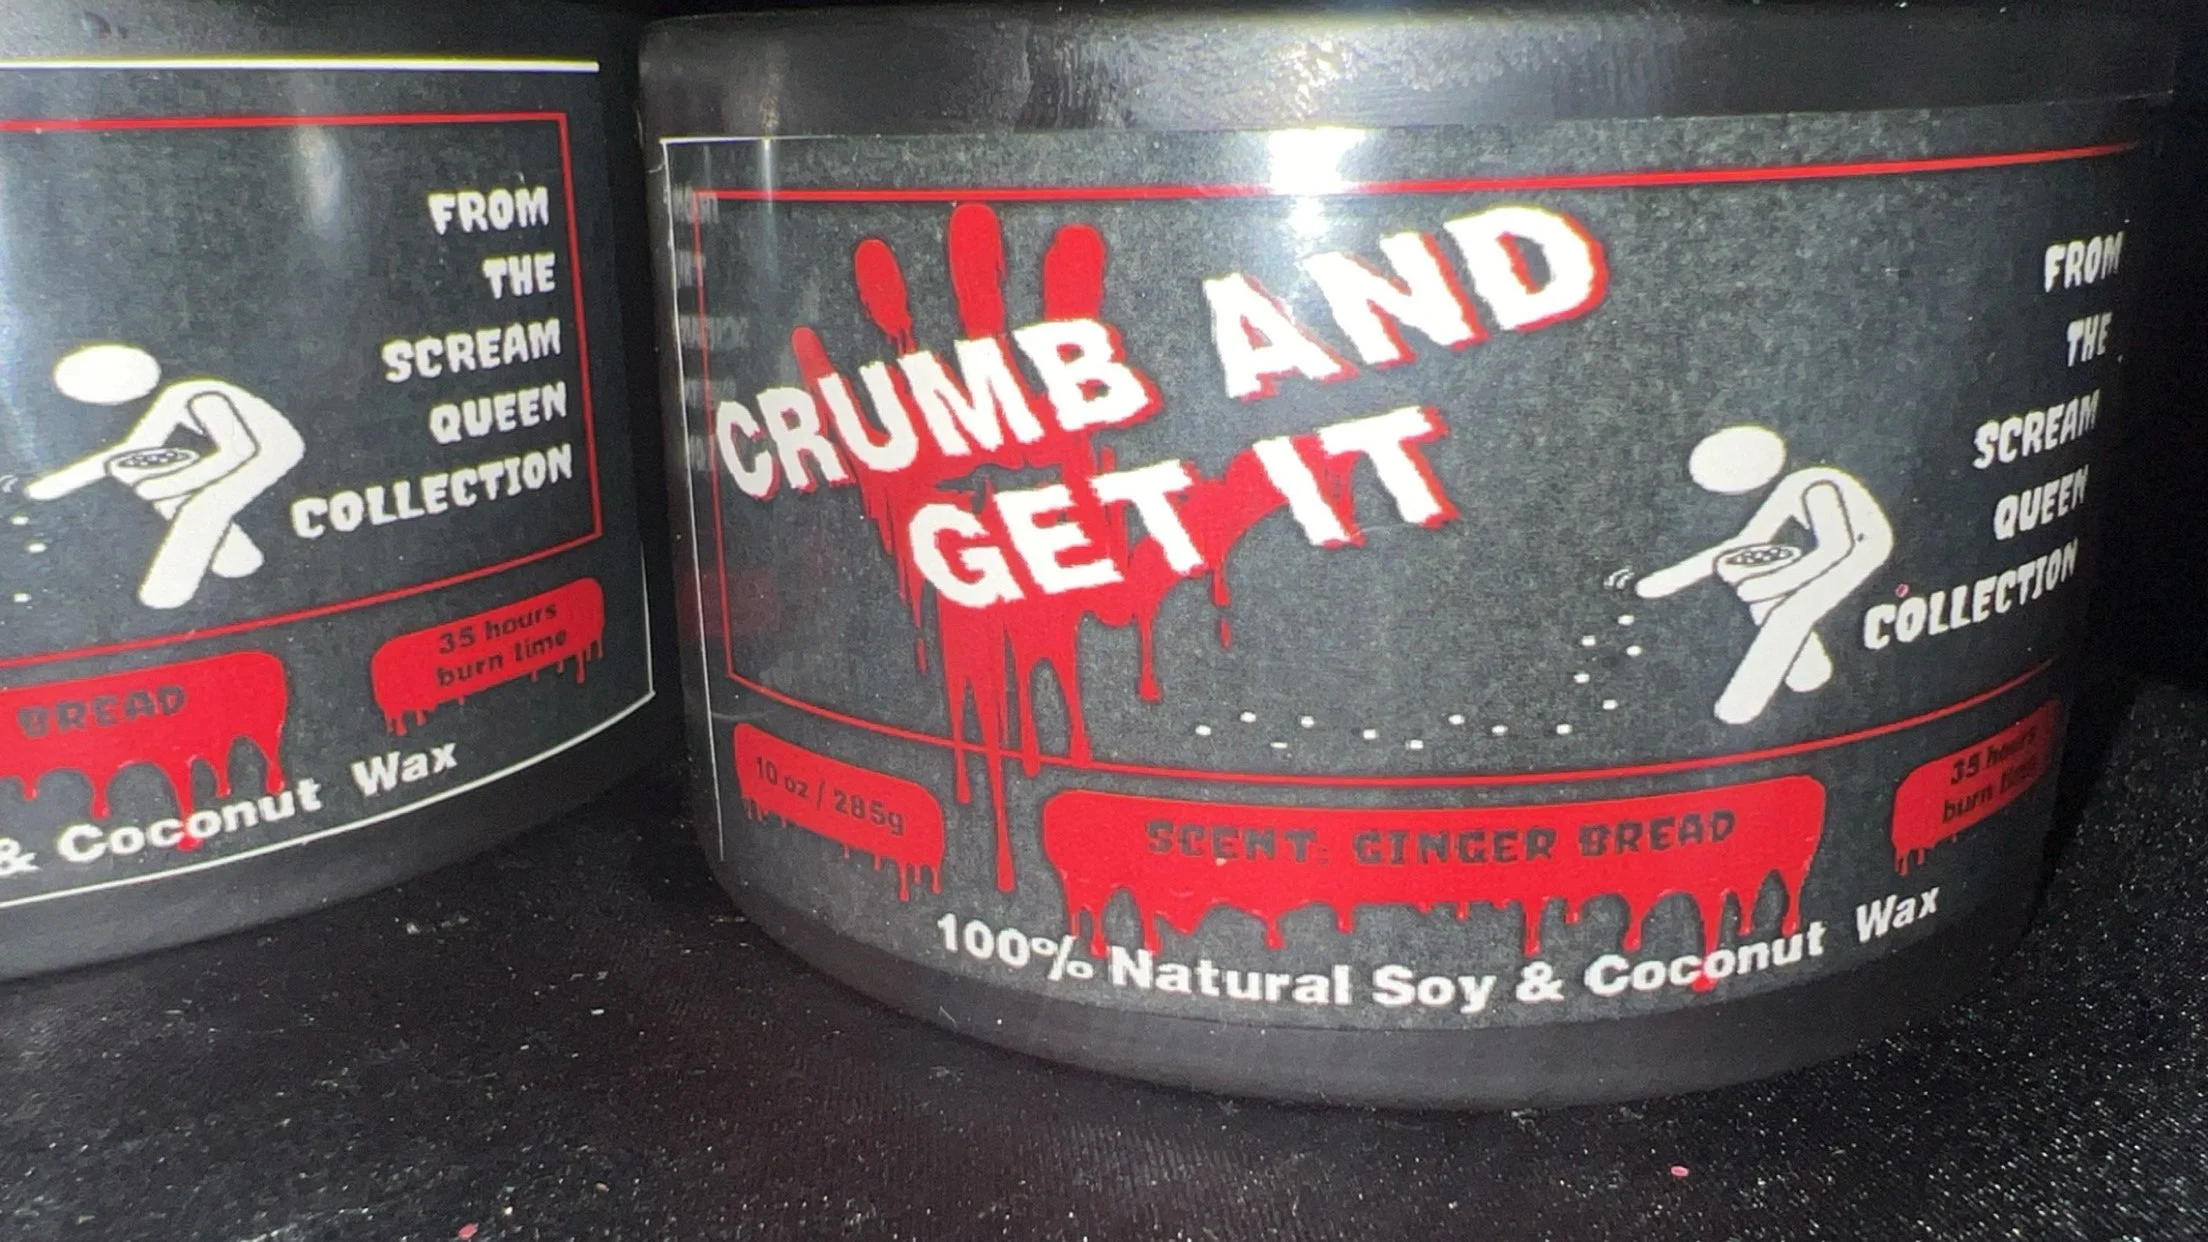 FROM
THE
SCREAM
QUEEN
COLLECTION
BREAD
35 hours
burn time
& Coconut Wax
CRUMB AND
GET IT
FROM
THE
SCREAM
QUEEN
COLLECTION
10 oz / 285g
SCENT: GINGER BREAD
35 hours
burn time
100% Natural Soy & Coconut Wax